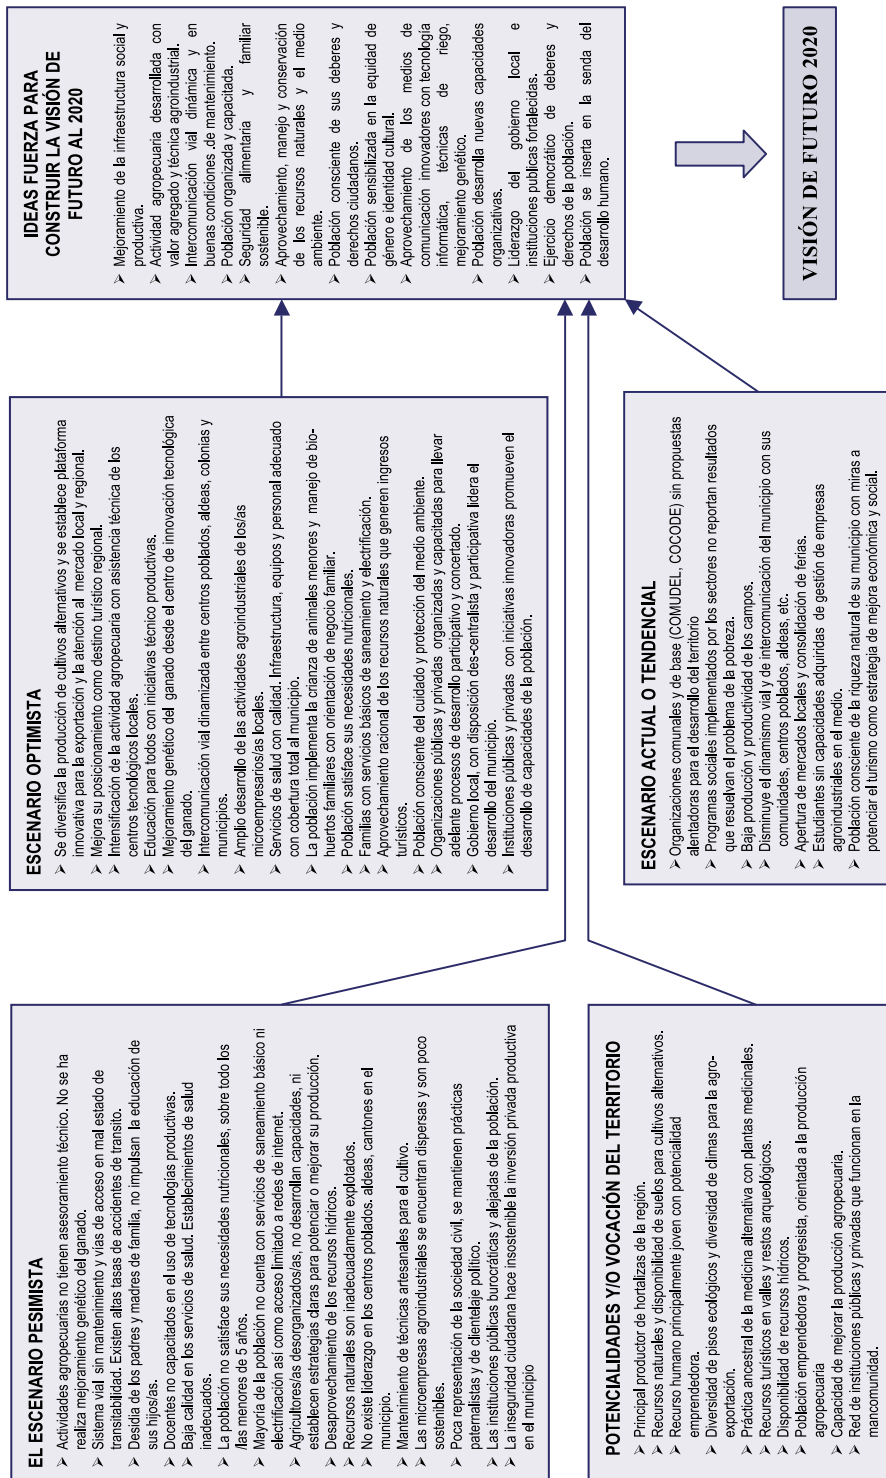 EL ESCENARIO PESIMISTA
➢ Actividades agropecuarias no tienen asesoramiento técnico. No se ha
realiza mejoramiento genético del ganado.
➢ Sistema vial sin mantenimiento y vías de acceso en mal estado de
transitabilidad. Existen altas tasas de accidentes de transito.
➢ Desidia de los padres y madres de familia, no impulsan la educación de
sus hijos/as.
➢ Docentes no capacitados en el uso de tecnologías productivas.
➢ Baja calidad en los servicios de salud. Establecimientos de salud
inadecuados.
➢ La población no satisface sus necesidades nutricionales, sobre todo los
/las menores de 5 años.
➢ Mayoría de la población no cuenta con servicios de saneamiento básico ni
electrificación así como acceso limitado a redes de internet.
➢ Agricultores/as desorganizados/as, no desarrollan capacidades, ni
establecen estrategias claras para potenciar o mejorar su producción.
➢ Desaprovechamiento de los recursos hídricos.
➢ Recursos naturales son inadecuadamente explotados.
➢ No existe liderazgo en los centros poblados. aldeas, cantones en el
municipio.
➢ Mantenimiento de técnicas artesanales para el cultivo.
➢ Las microempresas agroindustriales se encuentran dispersas y son poco
sostenibles.
➢ Poca representación de la sociedad civil, se mantienen prácticas
paternalistas y de clientelaje político.
➢ Las instituciones públicas burocráticas y alejadas de la población.
➢ La inseguridad ciudadana hace insostenible la inversión privada productiva
en el municipio
POTENCIALIDADES Y/O VOCACIÓN DEL TERRITORIO
➢ Principal productor de hortalizas de la región.
➢ Recursos naturales y disponibilidad de suelos para cultivos alternativos.
➢ Recurso humano principalmente joven con potencialidad
emprendedora.
➢ Diversidad de pisos ecológicos y diversidad de climas para la agro-
exportación.
➢ Práctica ancestral de la medicina alternativa con plantas medicinales.
➢ Recursos turísticos en valles y restos arqueológicos.
➢ Disponibilidad de recursos hídricos.
➢ Población emprendedora y progresista, orientada a la producción
agropecuaria
➢ Capacidad de mejorar la producción agropecuaria.
➢ Red de instituciones públicas y privadas que funcionan en la
mancomunidad.
ESCENARIO OPTIMISTA
➢ Se diversifica la producción de cultivos alternativos y se establece plataforma
innovativa para la exportación y la atención al mercado local y regional.
➢ Mejora su posicionamiento como destino turístico regional.
➢ Intensificación de la actividad agropecuaria con asistencia técnica de los
centros tecnológicos locales.
➢ Educación para todos con iniciativas técnico productivas.
➢ Mejoramiento genético del ganado desde el centro de innovación tecnológica
del ganado.
➢ Intercomunicación vial dinamizada entre centros poblados, aldeas, colonias y
municipios.
➢ Amplio desarrollo de las actividades agroindustriales de los/as
microempresarios/as locales.
➢ Servicios de salud con calidad. Infraestructura, equipos y personal adecuado
con cobertura total al municipio.
➢ La población implementa la crianza de animales menores y manejo de bio-
huertos familiares con orientación de negocio familiar.
➢ Población satisface sus necesidades nutricionales.
➢ Familias con servicios básicos de saneamiento y electrificación.
➢ Aprovechamiento racional de los recursos naturales que generen ingresos
turísticos.
➢ Población consciente del cuidado y protección del medio ambiente.
➢ Organizaciones públicas y privadas organizadas y capacitadas para llevar
adelante procesos de desarrollo participativo y concertado.
➢ Gobierno local, con disposición des-centralista y participativa lidera el
desarrollo del municipio.
➢ Instituciones públicas y privadas con iniciativas innovadoras promueven el
desarrollo de capacidades de la población.
ESCENARIO ACTUAL O TENDENCIAL
➢ Organizaciones comunales y de base (COMUDEL, COCODE) sin propuestas
alentadoras para el desarrollo del territorio
➢ Programas sociales implementados por los sectores no reportan resultados
que resuelvan el problema de la pobreza.
➢ Baja producción y productividad de los campos.
➢ Disminuye el dinamismo vial y de intercomunicación del municipio con sus
comunidades, centros poblados, aldeas, etc.
➢ Apertura de mercados locales y consolidación de ferias.
➢ Estudiantes sin capacidades adquiridas de gestión de empresas
agroindustriales en el medio.
➢ Población consciente de la riqueza natural de su municipio con miras a
potenciar el turismo como estrategia de mejora económica y social.
IDEAS FUERZA PARA
CONSTRUIR LA VISIÓN DE
FUTURO AL 2020
➢ Mejoramiento de la infraestructura social y
productiva.
➢ Actividad agropecuaria desarrollada con
valor agregado y técnica agroindustrial.
➢ Intercomunicación vial dinámica y en
buenas condiciones .de mantenimiento.
➢ Población organizada y capacitada.
➢ Seguridad alimentaria y familiar
sostenible.
➢ Aprovechamiento, manejo y conservación
de los recursos naturales y el medio
ambiente.
➢ Población consciente de sus deberes y
derechos ciudadanos.
➢ Población sensibilizada en la equidad de
género e identidad cultural.
➢ Aprovechamiento de los medios de
comunicación innovadores con tecnología
informática, técnicas de riego,
mejoramiento genético.
➢ Población desarrolla nuevas capacidades
organizativas.
➢ Liderazgo del gobierno local e
instituciones públicas fortalecidas.
➢ Ejercicio democrático de deberes y
derechos de la población.
➢ Población se inserta en la senda del
desarrollo humano.
VISIÓN DE FUTURO 2020